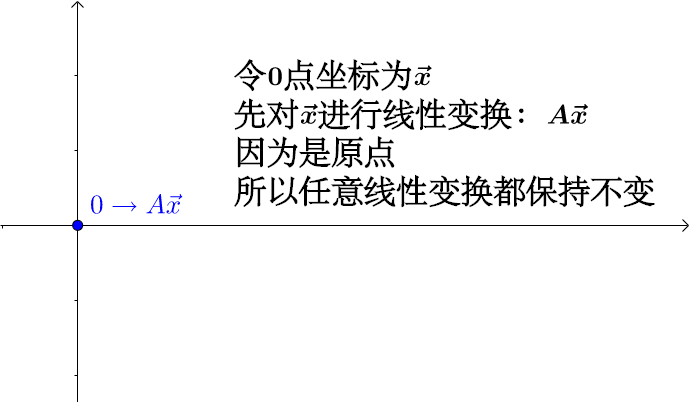 令0点坐标为$\vec{x}$
先对$\vec{x}$进行线性变换：$A\vec{x}$
因为是原点
所以任意线性变换都保持不变
$0 \to A\vec{x}$